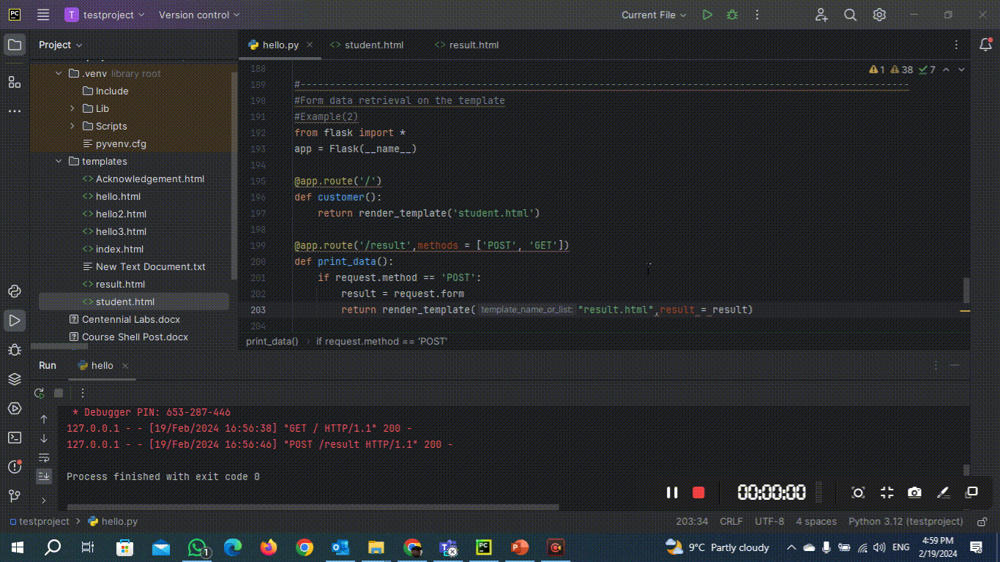 PC T testproject Version control Current File
Project
hello.py student.html result.html
.venv library root
Include
Lib
Scripts
pyvenv.cfg
templates
Acknowledgement.html
hello.html
hello2.html
hello3.html
index.html
New Text Document.txt
result.html
student.html
Centennial Labs.docx
Course Shell Post.docx
1 38 7
188
189 #--------------------------------------------------------------------------------------------------------
190 #Form data retrieval on the template
191 #Example(2)
192 from flask import *
193 app = Flask(__name__)
194
195 @app.route('/')
196 def customer():
197 return render_template('student.html')
198
199 @app.route('/result',methods = ['POST', 'GET'])
200 def print_data():
201 if request.method == 'POST':
202 result = request.form
203 return render_template( template_name_or_list: "result.html",result = result)
204
print_data() › if request.method == 'POST'
Run hello
* Debugger PIN: 653-287-446
127.0.0.1 - - [19/Feb/2024 16:56:38] "GET / HTTP/1.1" 200 -
127.0.0.1 - - [19/Feb/2024 16:56:46] "POST /result HTTP/1.1" 200 -
Process finished with exit code 0
00:00:00
testproject › hello.py 203:34 CRLF UTF-8 4 spaces Python 3.12 (testproject)
1 PC 9°C Partly cloudy ENG 4:59 PM
2/19/2024